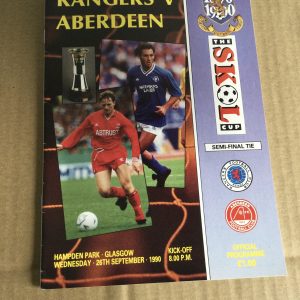 RANGERS V
ABERDEEN
THE
SKOL
CUP
SEMI-FINAL TIE
ABTRUST
HAMPDEN PARK · GLASGOW
WEDNESDAY · 26TH SEPTEMBER · 1990
KICK-OFF
8.00 P.M.
OFFICIAL
PROGRAMME
£1.00